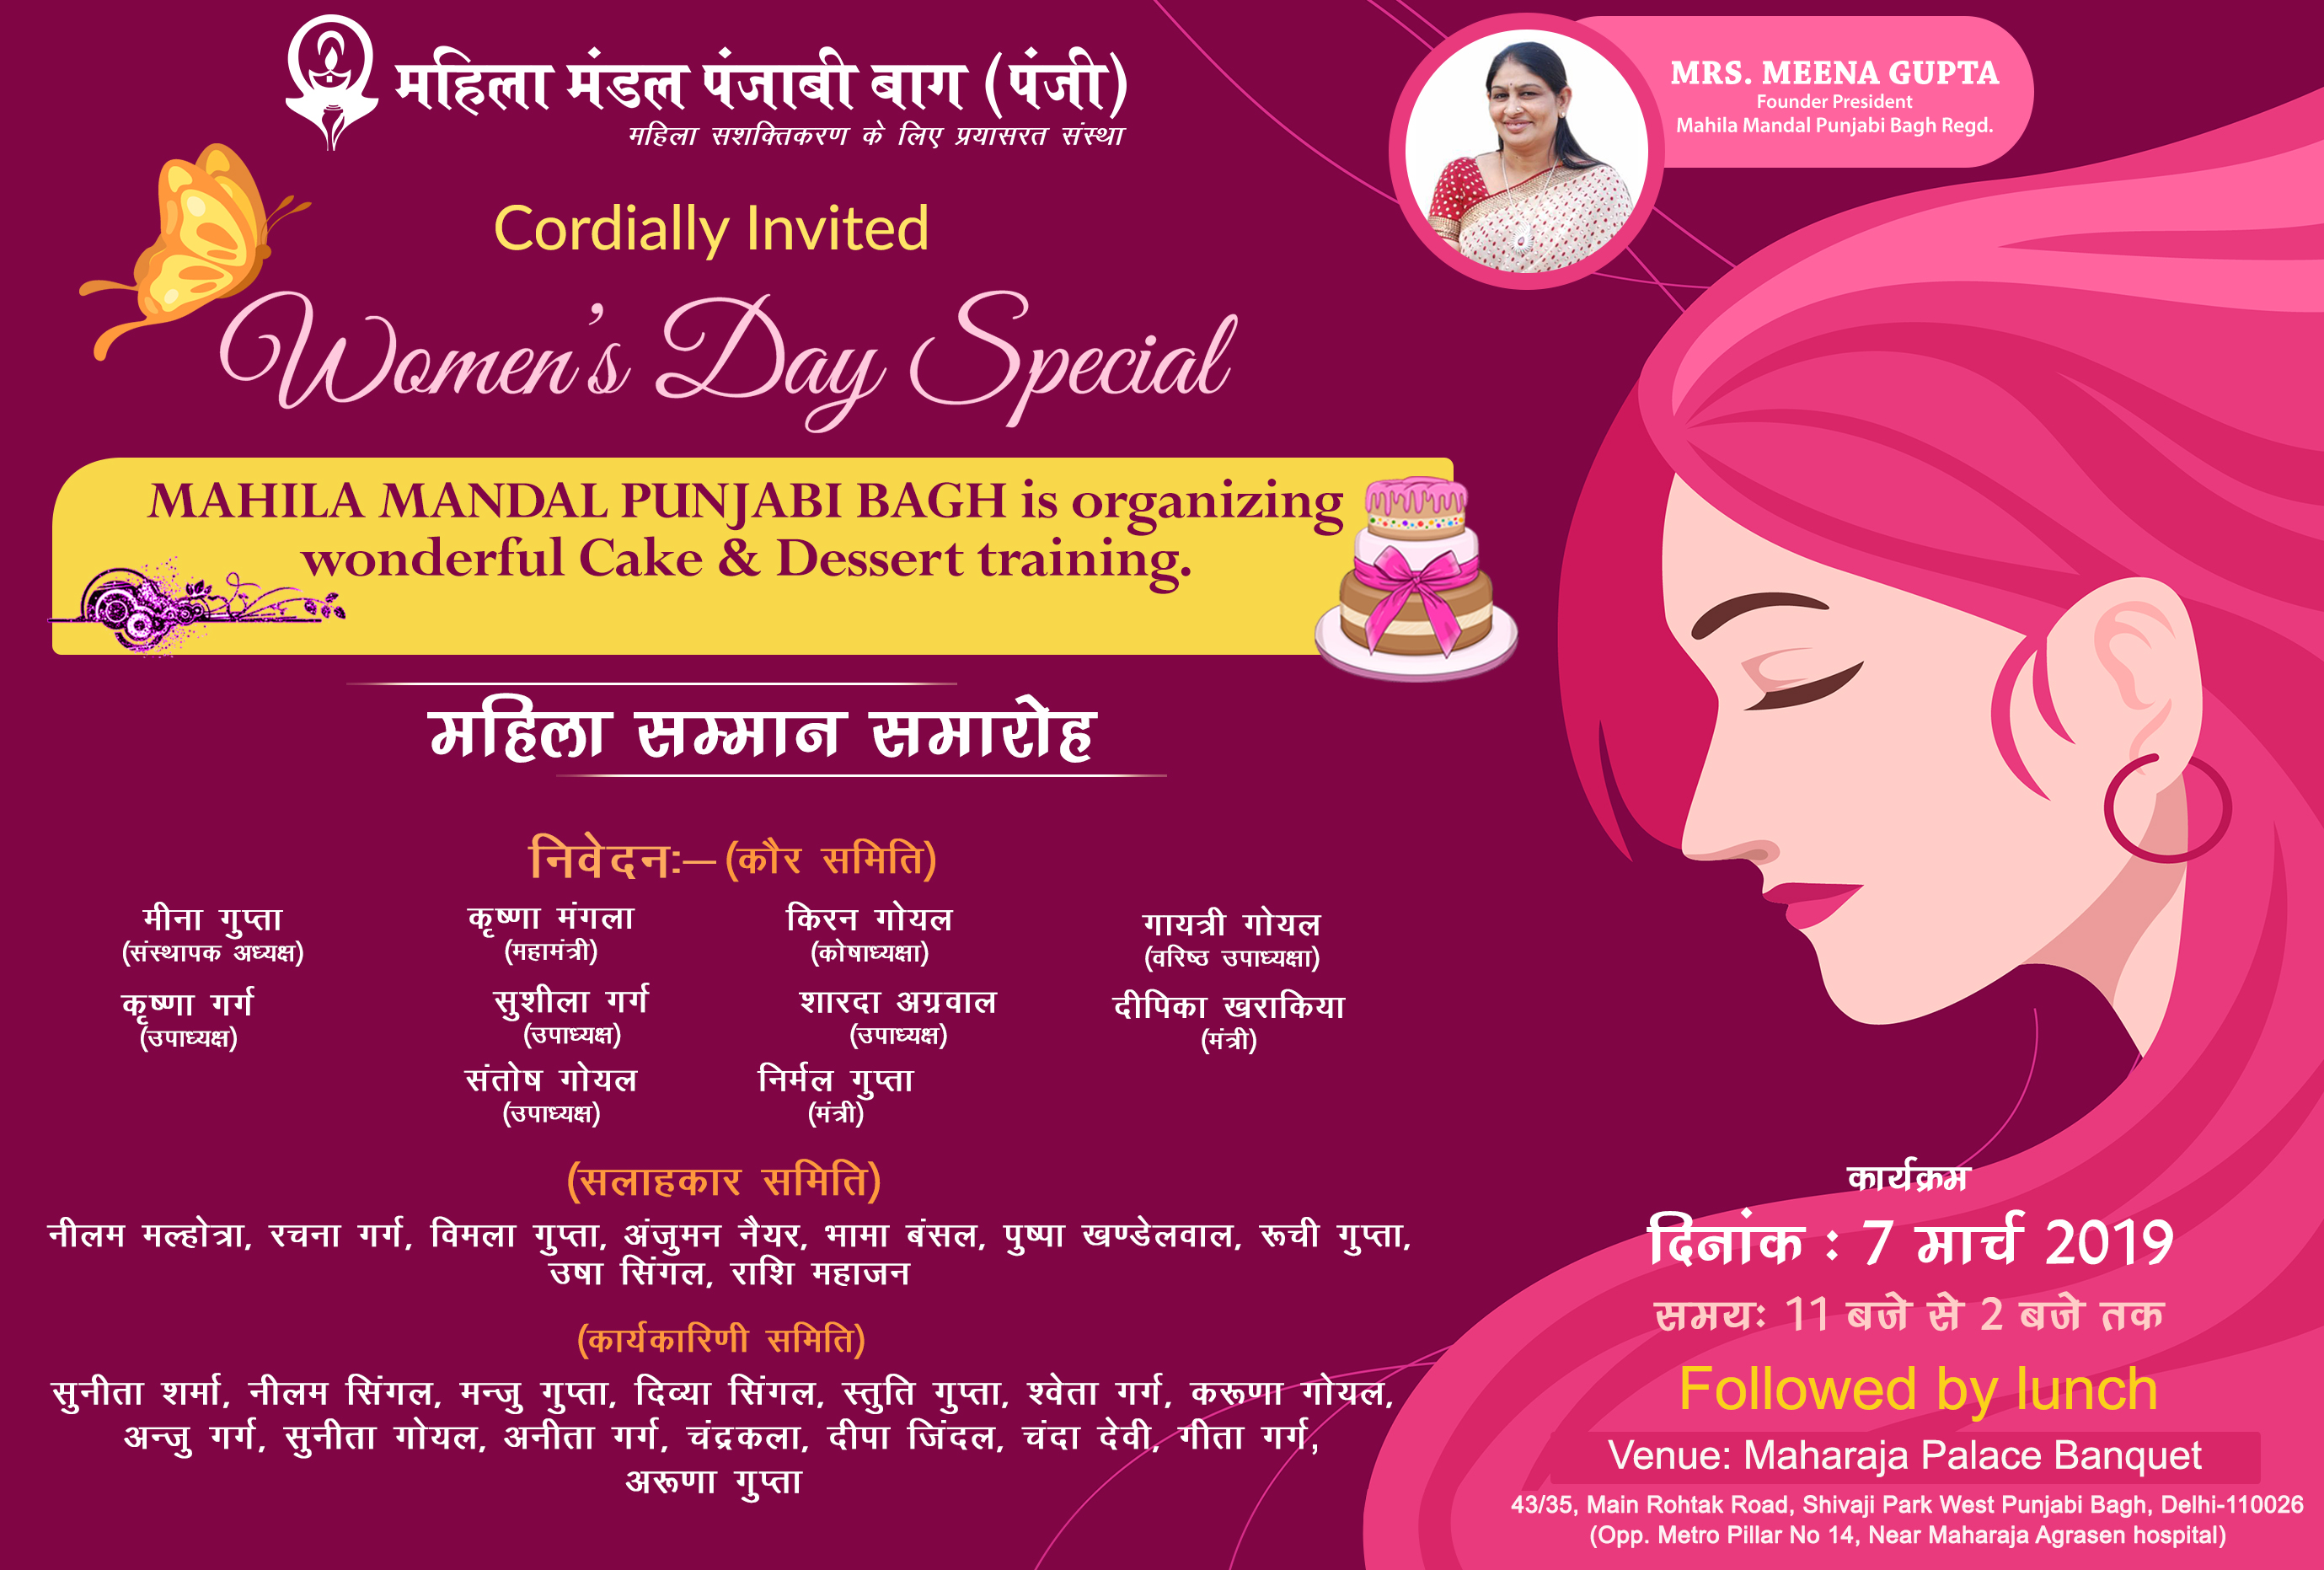 महिला मंडल पंजाबी बाग (पंजी)
महिला सशक्तिकरण के लिए प्रयासरत संस्था
MRS. MEENA GUPTA
Founder President
Mahila Mandal Punjabi Bagh Regd.
Cordially Invited
Women's Day Special
MAHILA MANDAL PUNJABI BAGH is organizing
wonderful Cake & Dessert training.
महिला सम्मान समारोह
निवेदन:– (कौर समिति)
मीना गुप्ता कृष्णा मंगला किरन गोयल गायत्री गोयल
(संस्थापक अध्यक्ष) (महामंत्री) (कोषाध्यक्षा) (वरिष्ठ उपाध्यक्षा)
कृष्णा गर्ग सुशीला गर्ग शारदा अग्रवाल दीपिका खराकिया
(उपाध्यक्ष) (उपाध्यक्ष) (उपाध्यक्ष) (मंत्री)
संतोष गोयल निर्मल गुप्ता
(उपाध्यक्ष) (मंत्री)
(सलाहकार समिति)
नीलम मल्होत्रा, रचना गर्ग, विमला गुप्ता, अंजुमन नैयर, भामा बंसल, पुष्पा खण्डेलवाल, रूची गुप्ता,
उषा सिंगल, राशि महाजन
(कार्यकारिणी समिति)
सुनीता शर्मा, नीलम सिंगल, मन्जु गुप्ता, दिव्या सिंगल, स्तुति गुप्ता, श्वेता गर्ग, करूणा गोयल,
अन्जु गर्ग, सुनीता गोयल, अनीता गर्ग, चंद्रकला, दीपा जिंदल, चंदा देवी, गीता गर्ग,
अरूणा गुप्ता
कार्यक्रम
दिनांक : 7 मार्च 2019
समयः 11 बजे से 2 बजे तक
Followed by lunch
Venue: Maharaja Palace Banquet
43/35, Main Rohtak Road, Shivaji Park West Punjabi Bagh, Delhi-110026
(Opp. Metro Pillar No 14, Near Maharaja Agrasen hospital)